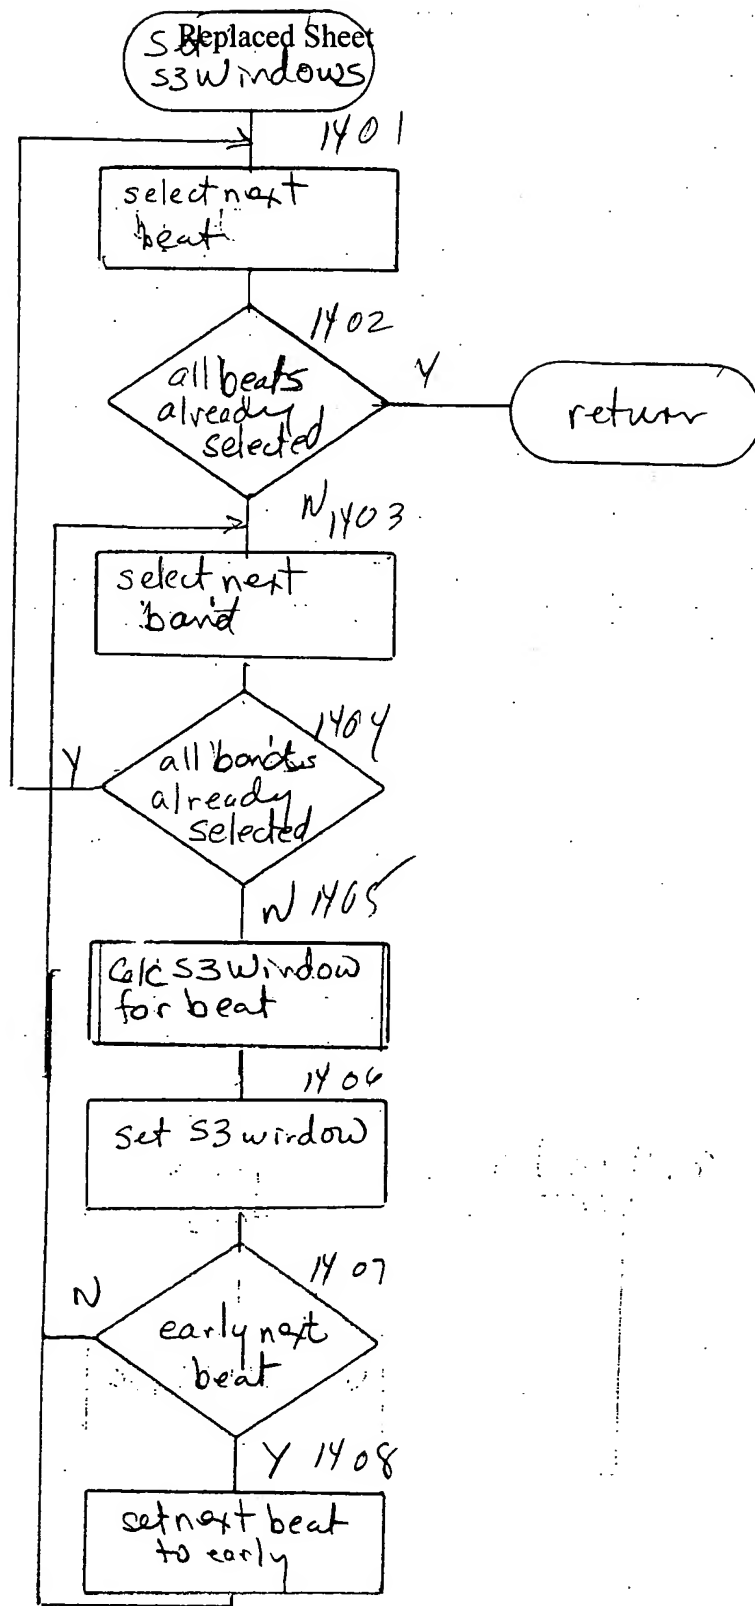 Replaced Sheet
S3 Windows
1401
select next
beat
1402
all beats
already
selected
Y
return
N
1403
select next
band
1404
Y
all bands
already
selected
N 1405
Calc S3 Window
for beat
1406
set S3 window
1407
N
early next
beat
Y 1408
set next beat
to early